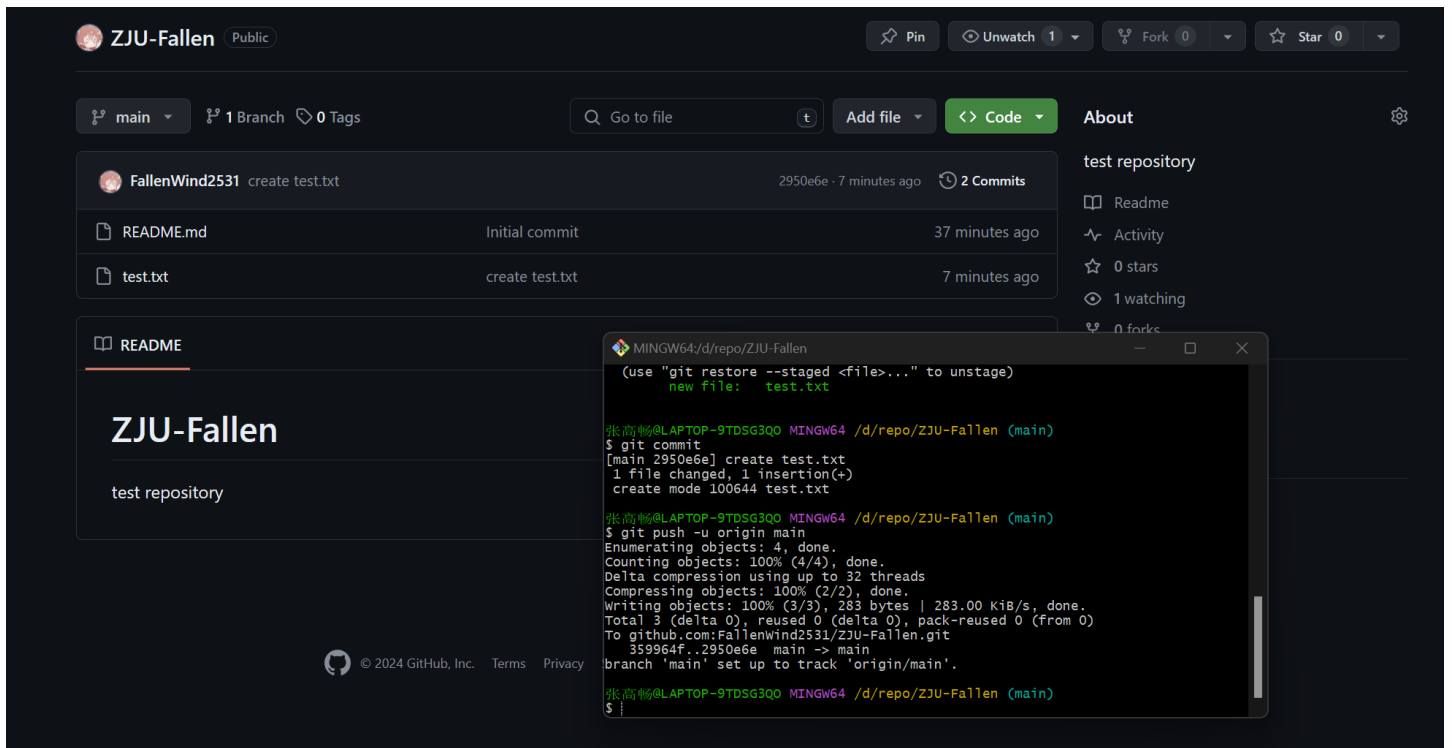 ZJU-Fallen Public Pin Unwatch 1 Fork 0 Star 0
main 1 Branch 0 Tags Go to file t Add file Code
FallenWind2531 create test.txt 2950e6e · 7 minutes ago 2 Commits
README.md Initial commit 37 minutes ago
test.txt create test.txt 7 minutes ago
About
test repository
Readme
Activity
0 stars
1 watching
0 forks
README
ZJU-Fallen
test repository
MINGW64:/d/repo/ZJU-Fallen
(use "git restore --staged <file>..." to unstage)
new file: test.txt
张高畅@LAPTOP-9TDSG3QO MINGW64 /d/repo/ZJU-Fallen (main)
$ git commit
[main 2950e6e] create test.txt
1 file changed, 1 insertion(+)
create mode 100644 test.txt
张高畅@LAPTOP-9TDSG3QO MINGW64 /d/repo/ZJU-Fallen (main)
$ git push -u origin main
Enumerating objects: 4, done.
Counting objects: 100% (4/4), done.
Delta compression using up to 32 threads
Compressing objects: 100% (2/2), done.
Writing objects: 100% (3/3), 283 bytes | 283.00 KiB/s, done.
Total 3 (delta 0), reused 0 (delta 0), pack-reused 0 (from 0)
To github.com:FallenWind2531/ZJU-Fallen.git
359964f..2950e6e main -> main
branch 'main' set up to track 'origin/main'.
张高畅@LAPTOP-9TDSG3QO MINGW64 /d/repo/ZJU-Fallen (main)
$
© 2024 GitHub, Inc. Terms Privacy